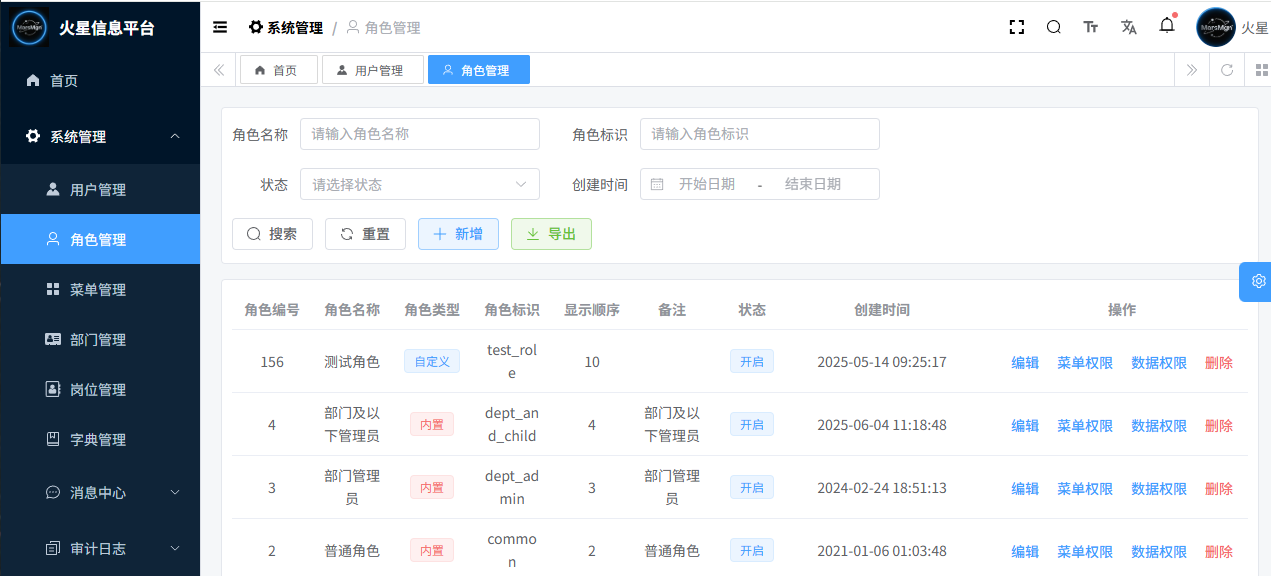 MarsMgn
火星信息平台
首页
系统管理
用户管理
角色管理
菜单管理
部门管理
岗位管理
字典管理
消息中心
审计日志
系统管理 / 角色管理
MarsMgn
火星
首页
用户管理
角色管理
角色名称 请输入角色名称 角色标识 请输入角色标识
状态 请选择状态 创建时间 开始日期 - 结束日期
搜索 重置 新增 导出
角色编号 角色名称 角色类型 角色标识 显示顺序 备注 状态 创建时间 操作
156 测试角色 自定义 test_rol
e 10 开启 2025-05-14 09:25:17 编辑 菜单权限 数据权限 删除
4 部门及以
下管理员 内置 dept_an
d_child 4 部门及以
下管理员 开启 2025-06-04 11:18:48 编辑 菜单权限 数据权限 删除
3 部门管理
员 内置 dept_ad
min 3 部门管理
员 开启 2024-02-24 18:51:13 编辑 菜单权限 数据权限 删除
2 普通角色 内置 commo
n 2 普通角色 开启 2021-01-06 01:03:48 编辑 菜单权限 数据权限 删除